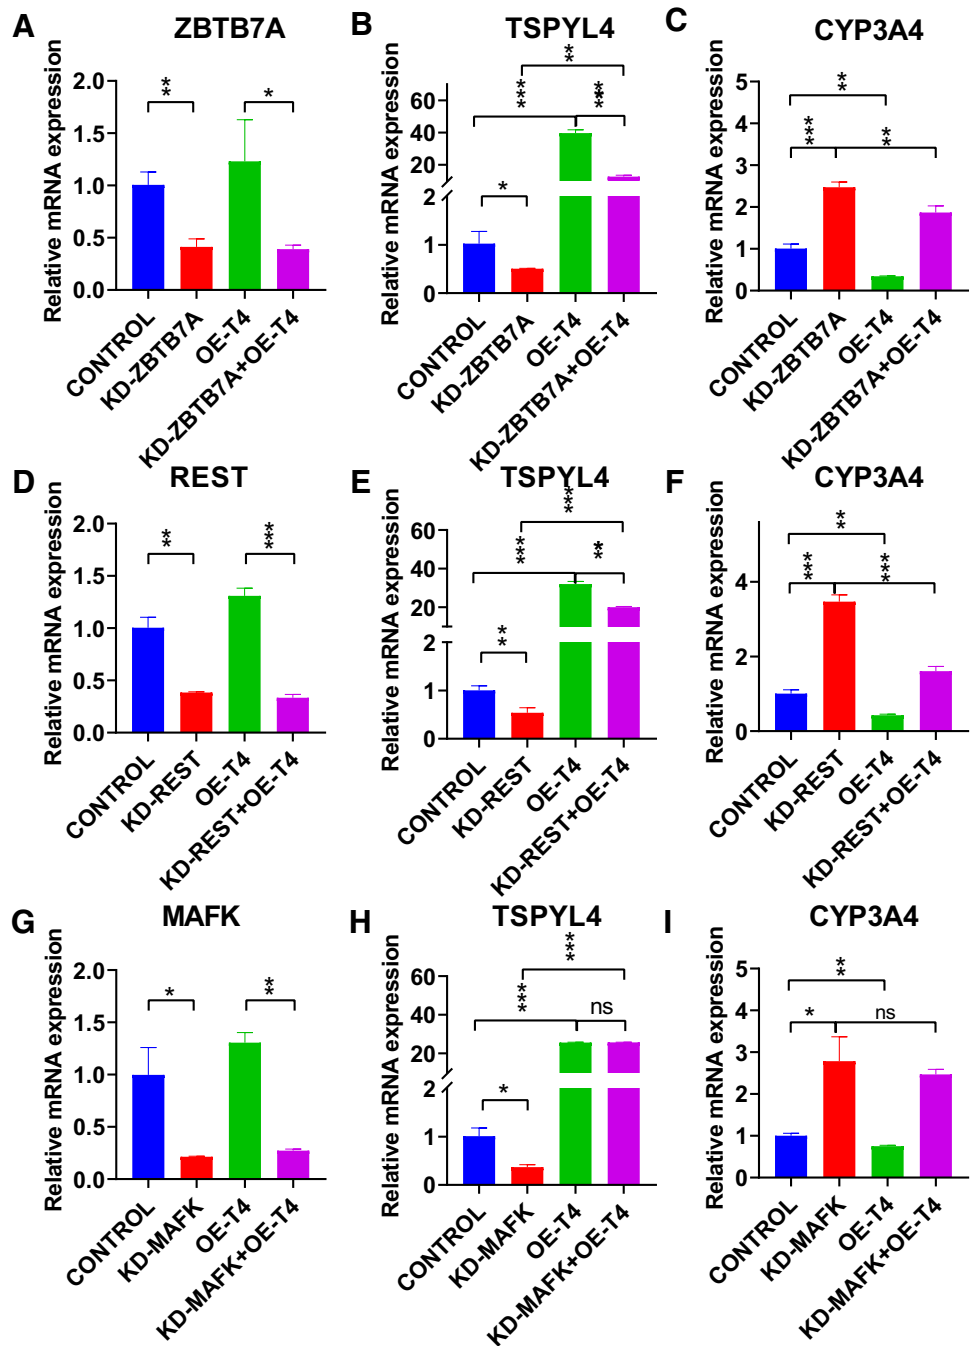 A ZBTB7A
Relative mRNA expression
2.0
1.5
1.0
0.5
0.0
** *
CONTROL
KD-ZBTB7A
OE-T4
KD-ZBTB7A+OE-T4
B TSPYL4
Relative mRNA expression
60
40
20
2
1
0
**
*** ***
*
CONTROL
KD-ZBTB7A
OE-T4
KD-ZBTB7A+OE-T4
C CYP3A4
Relative mRNA expression
5
4
3
2
1
0
**
*** **
CONTROL
KD-ZBTB7A
OE-T4
KD-ZBTB7A+OE-T4
D REST
Relative mRNA expression
2.0
1.5
1.0
0.5
0.0
** ***
CONTROL
KD-REST
OE-T4
KD-REST+OE-T4
E TSPYL4
Relative mRNA expression
60
40
20
2
1
0
***
*** **
**
CONTROL
KD-REST
OE-T4
KD-REST+OE-T4
F CYP3A4
Relative mRNA expression
4
2
0
**
*** ***
CONTROL
KD-REST
OE-T4
KD-REST+OE-T4
G MAFK
Relative mRNA expression
2.0
1.5
1.0
0.5
0.0
* **
CONTROL
KD-MAFK
OE-T4
KD-MAFK+OE-T4
H TSPYL4
Relative mRNA expression
60
40
20
2
1
0
***
*** ns
*
CONTROL
KD-MAFK
OE-T4
KD-MAFK+OE-T4
I CYP3A4
Relative mRNA expression
5
4
3
2
1
0
**
* ns
CONTROL
KD-MAFK
OE-T4
KD-MAFK+OE-T4